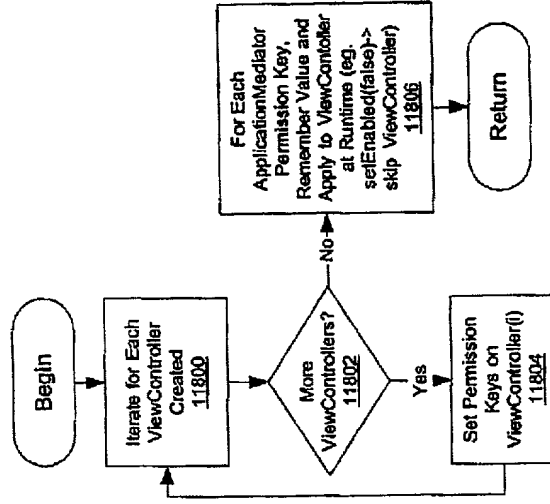 Begin
Iterate for Each
ViewController
Created
11800
More
ViewControllers?
11802
Yes
Set Permission
Keys on
ViewController(i)
11804
No
For Each
ApplicationMediator
Permission Key,
Remember Value and
Apply to ViewContoller
at Runtime (eg.
setEnabled(false)->
skip ViewController)
11806
Return